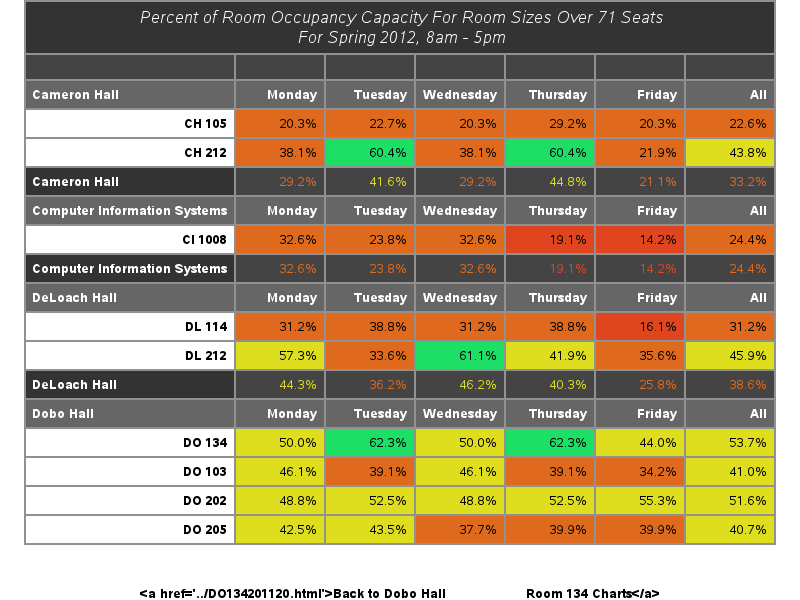 Percent of Room Occupancy Capacity For Room Sizes Over 71 Seats
For Spring 2012, 8am - 5pm
Cameron Hall Monday Tuesday Wednesday Thursday Friday All
CH 105 20.3% 22.7% 20.3% 29.2% 20.3% 22.6%
CH 212 38.1% 60.4% 38.1% 60.4% 21.9% 43.8%
Cameron Hall 29.2% 41.6% 29.2% 44.8% 21.1% 33.2%
Computer Information Systems Monday Tuesday Wednesday Thursday Friday All
CI 1008 32.6% 23.8% 32.6% 19.1% 14.2% 24.4%
Computer Information Systems 32.6% 23.8% 32.6% 19.1% 14.2% 24.4%
DeLoach Hall Monday Tuesday Wednesday Thursday Friday All
DL 114 31.2% 38.8% 31.2% 38.8% 16.1% 31.2%
DL 212 57.3% 33.6% 61.1% 41.9% 35.6% 45.9%
DeLoach Hall 44.3% 36.2% 46.2% 40.3% 25.8% 38.6%
Dobo Hall Monday Tuesday Wednesday Thursday Friday All
DO 134 50.0% 62.3% 50.0% 62.3% 44.0% 53.7%
DO 103 46.1% 39.1% 46.1% 39.1% 34.2% 41.0%
DO 202 48.8% 52.5% 48.8% 52.5% 55.3% 51.6%
DO 205 42.5% 43.5% 37.7% 39.9% 39.9% 40.7%
<a href='../DO134201120.html'>Back to Dobo Hall Room 134 Charts</a>